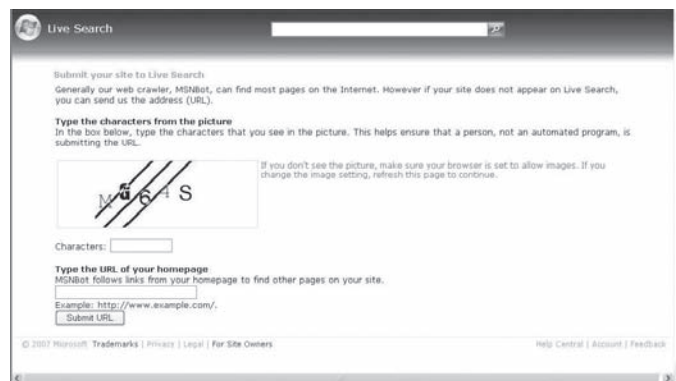 Live Search
Submit your site to Live Search
Generally our web crawler, MSNBot, can find most pages on the Internet. However if your site does not appear on Live Search,
you can send us the address (URL).
Type the characters from the picture
In the box below, type the characters that you see in the picture. This helps ensure that a person, not an automated program, is
submitting the URL.
If you don't see the picture, make sure your browser is set to allow images. If you
change the image setting, refresh this page to continue.
Characters:
Type the URL of your homepage
MSNBot follows links from your homepage to find other pages on your site.
Example: http://www.example.com/.
Submit URL
© 2007 Microsoft Trademarks | Privacy | Legal | For Site Owners Help Central | Account | Feedback